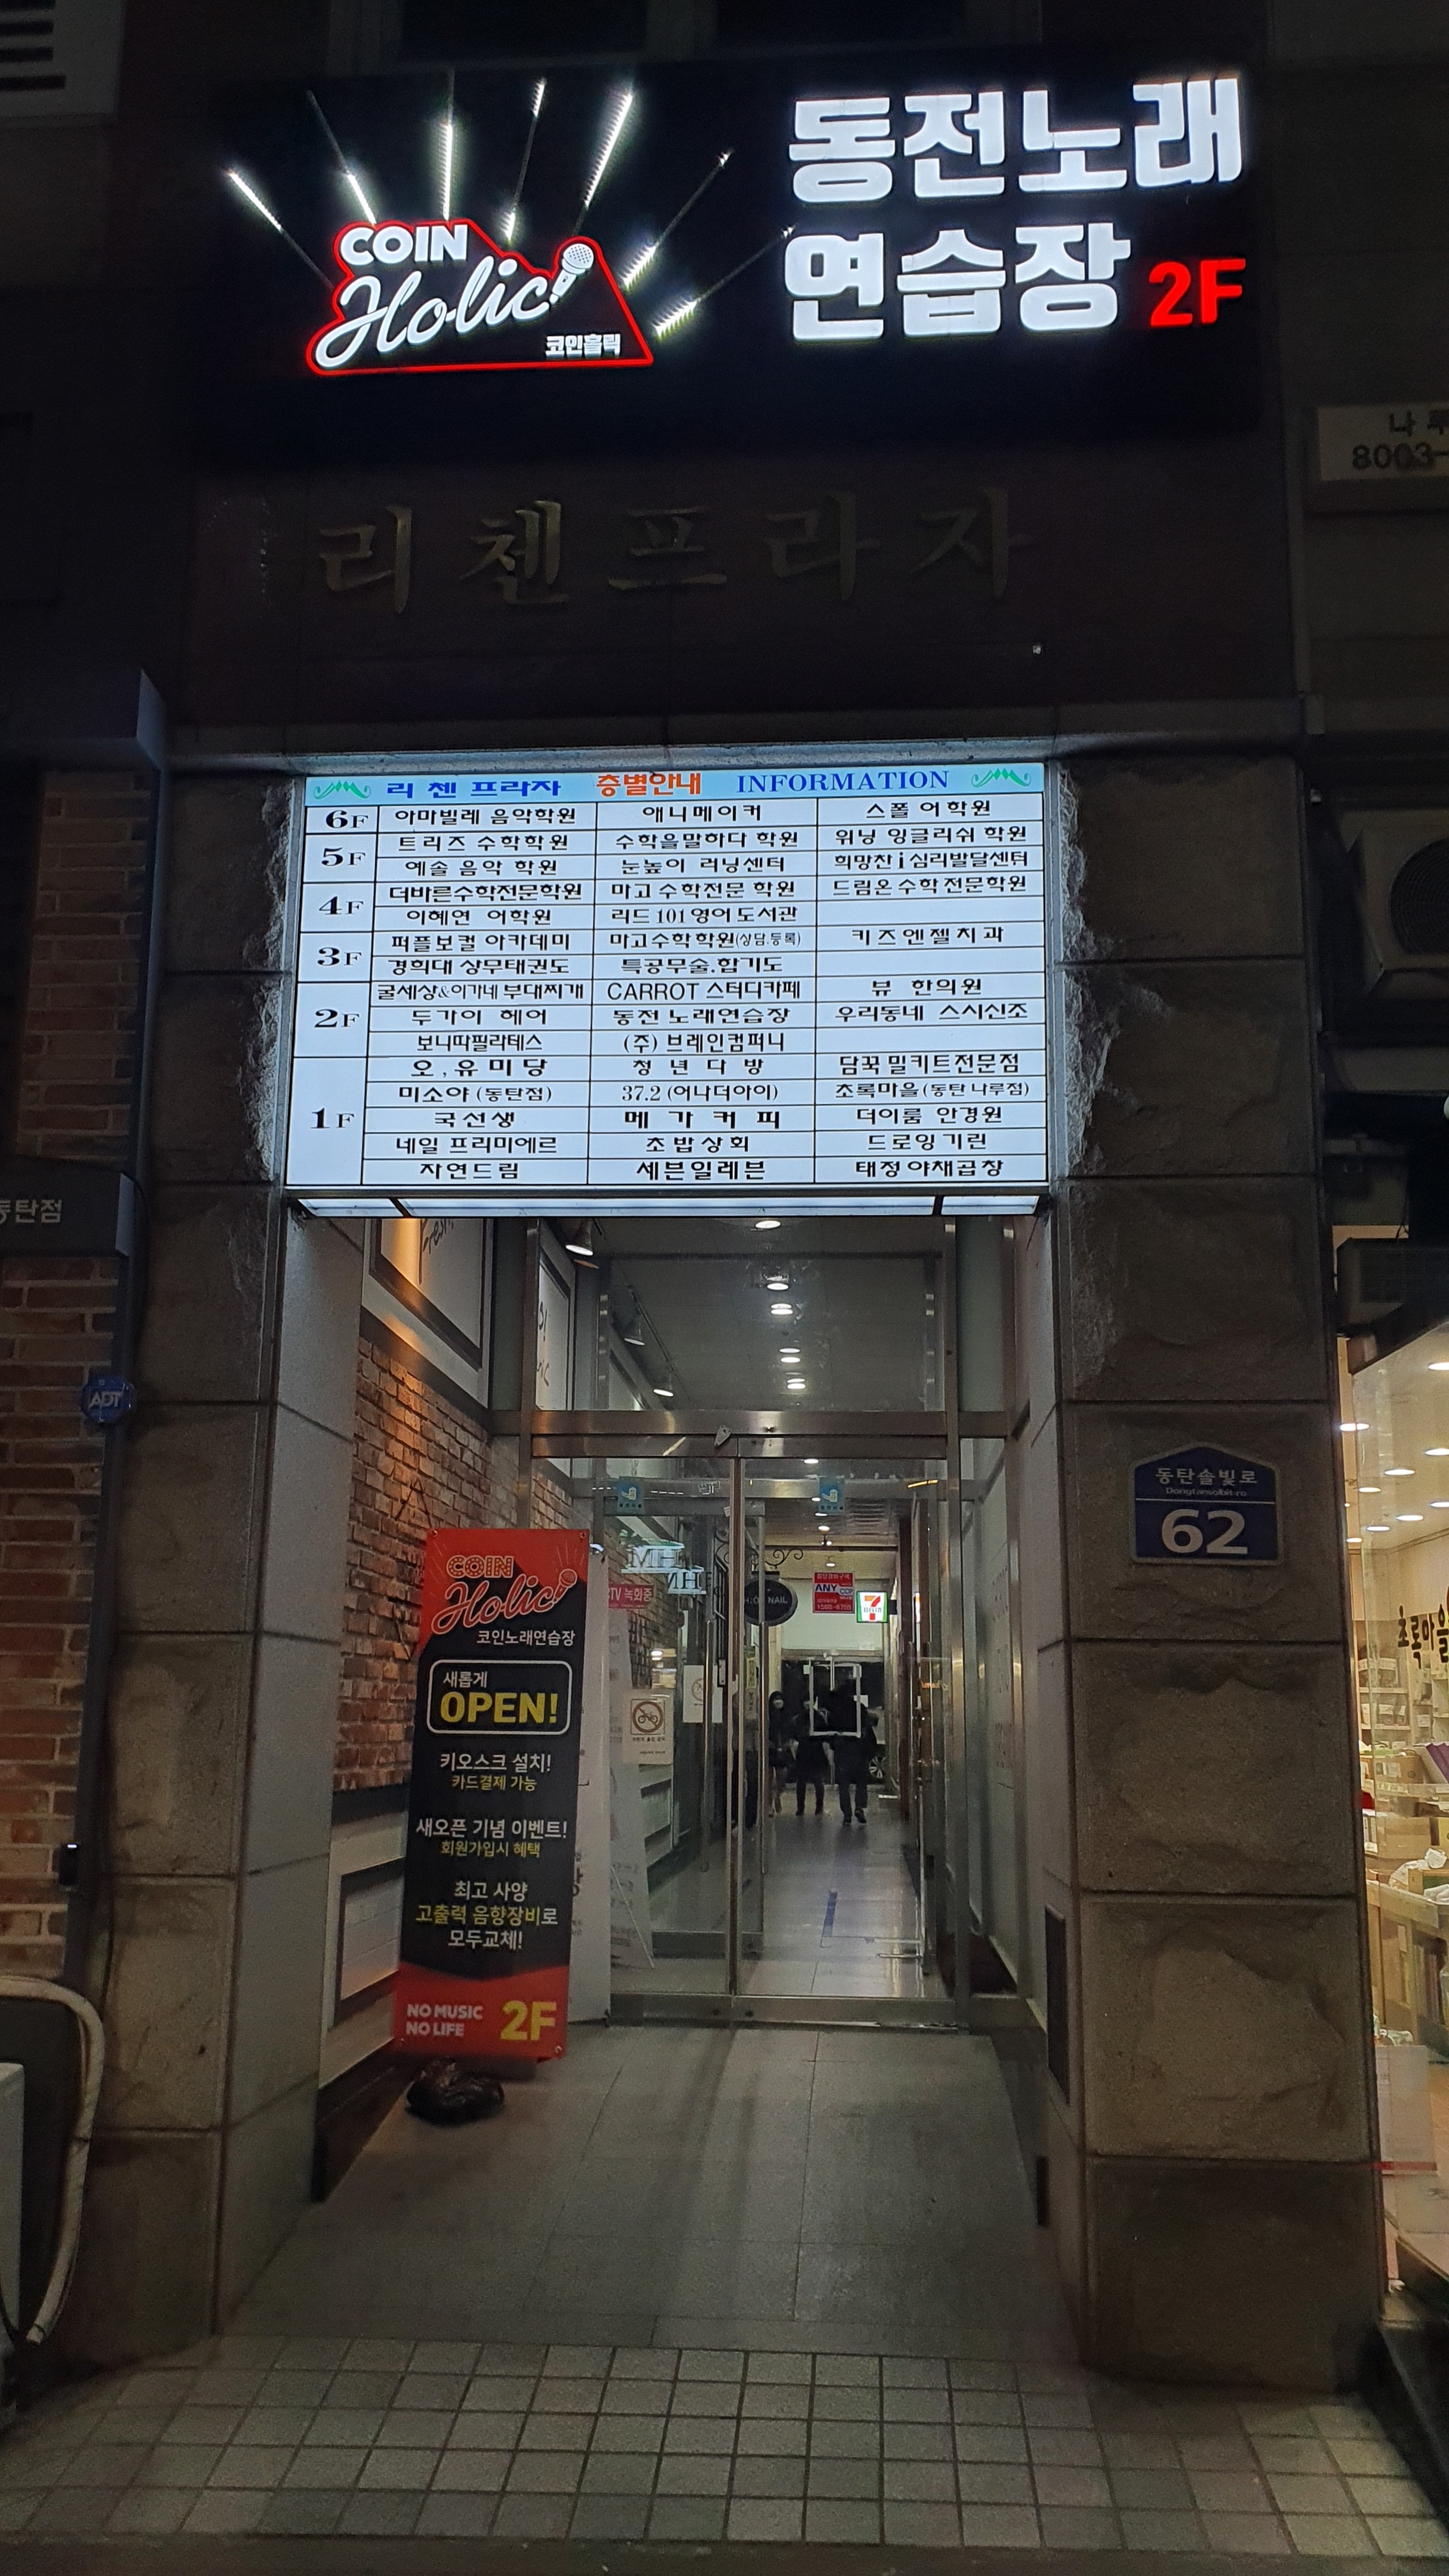 동전노래
연습장 2F
COIN
Holic
코인홀릭
나루
8003-
리첸프라자
리 첸 프라자 층별안내 INFORMATION
6F 아마빌레 음악학원 애니메이커 스폴 어학원
5F 트리즈 수학학원 수학을말하다 학원 위닝 잉글리쉬 학원
예솔 음악 학원 눈높이 러닝센터 희망찬i심리발달센터
4F 더바른수학전문학원 마고 수학전문 학원 드림온 수학 전문학원
이혜연 어학원 리드 101 영어 도서관
3F 퍼플보컬 아카데미 마고수학학원(상담.등록) 키즈엔젤치과
경희대 상무태권도 특공무술.합기도
2F 굴세상&이가네 부대찌개 CARROT 스터디카페 뷰 한의원
두가이 헤어 동전 노래연습장 우리동네 스시신조
보니따필라테스 (주) 브레인컴퍼니
1F 오,유미당 청년다방 담꾹 밀키트전문점
미소야 (동탄점) 37.2 (어나더아이) 초록마을 (동탄 나루점)
국선생 메가커피 더이룸 안경원
네일 프리미에르 초밥상회 드로잉기린
자연드림 세븐일레븐 태정야채곱창
동탄점
ADT
동탄솔빛로
Dongtansolbit-ro
62
COIN
Holic
코인노래연습장
새롭게
OPEN!
키오스크 설치!
카드결제 가능
새오픈 기념 이벤트!
회원가입시 혜택
최고 사양
고출력 음향장비로
모두교체!
NO MUSIC
NO LIFE 2F
녹화중
NAIL
ANY
7
초록마을